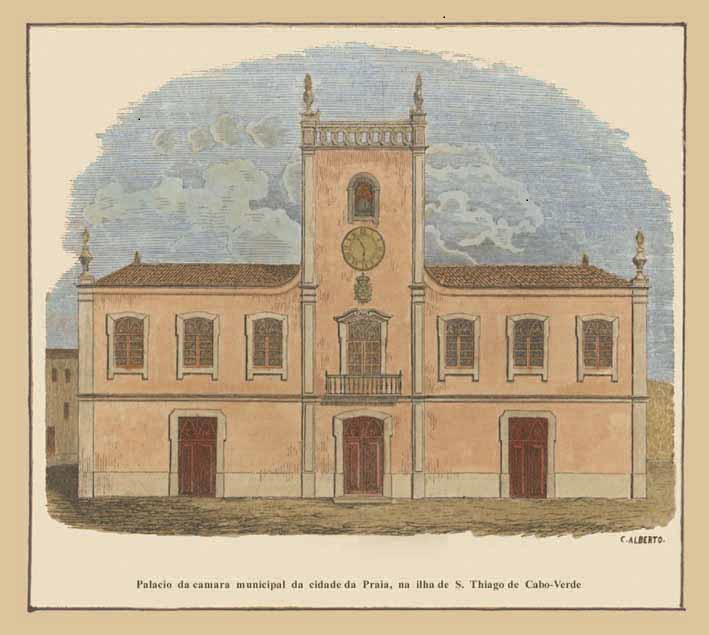 C. ALBERTO.
Palacio da camara municipal da cidade da Praia, na ilha de S. Thiago de Cabo-Verde